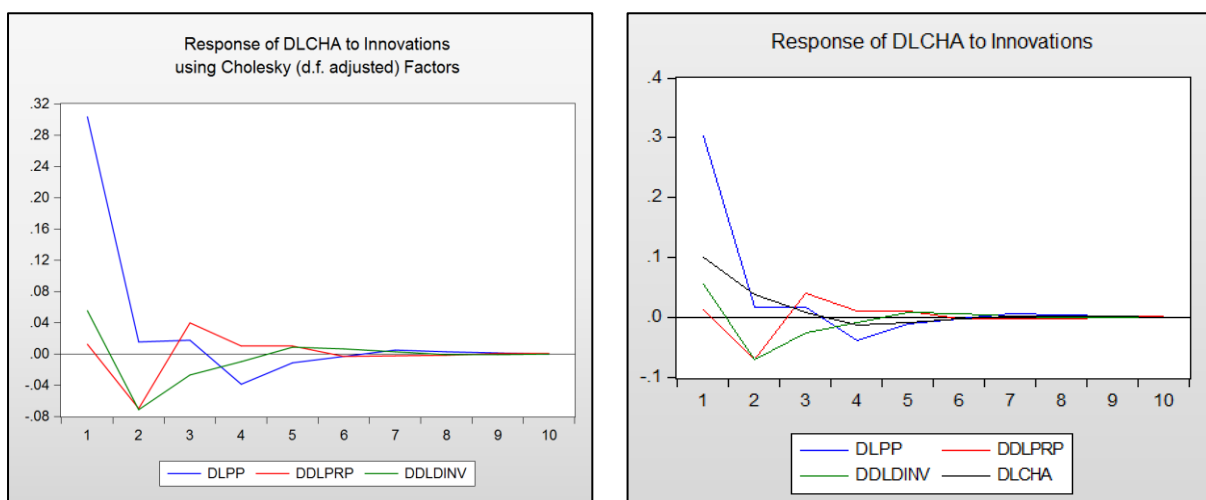 Response of DLCHA to Innovations
using Cholesky (d.f. adjusted) Factors
.32
.28
.24
.20
.16
.12
.08
.04
.00
-.04
-.08
1 2 3 4 5 6 7 8 9 10
DLPP DDLPRP DDLDINV
Response of DLCHA to Innovations
.4
.3
.2
.1
.0
-.1
1 2 3 4 5 6 7 8 9 10
DLPP DDLPRP
DDLDINV DLCHA